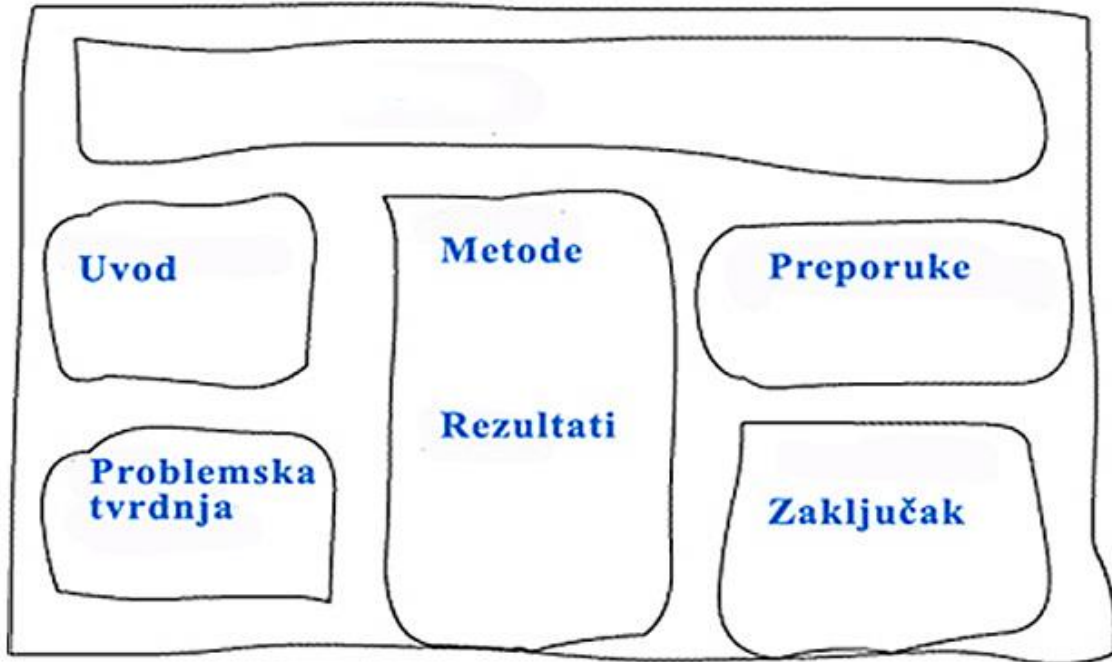 Uvod
Problemska
tvrdnja
Metode
Rezultati
Preporuke
Zaključak